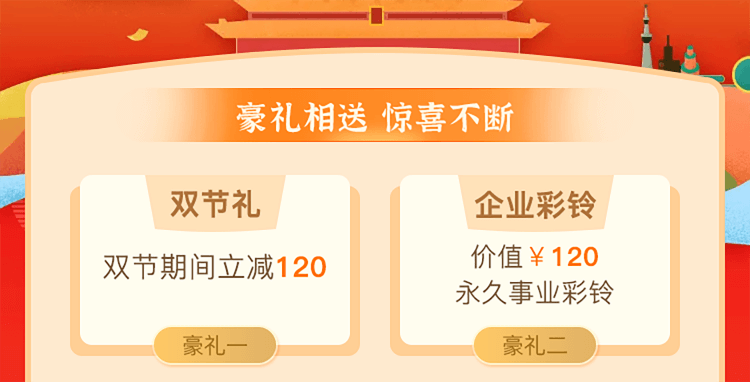 豪礼相送 惊喜不断
双节礼
双节期间立减120
豪礼一
企业彩铃
价值￥120
永久事业彩铃
豪礼二